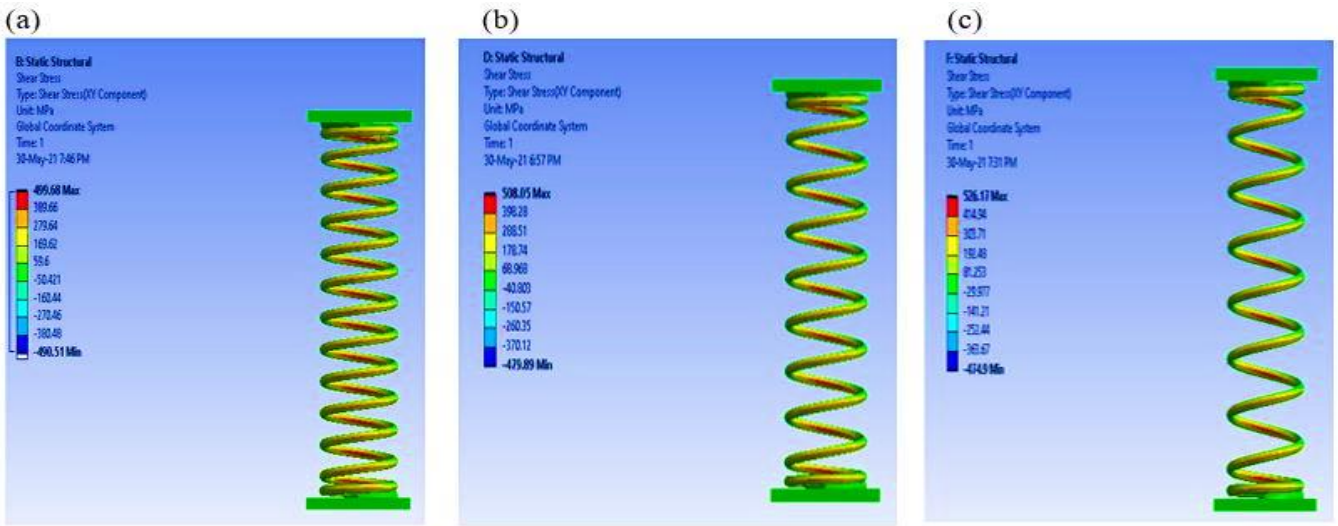 (a)
B: Static Structural
Shear Stress
Type: Shear Stress(XY Component)
Unit: MPa
Global Coordinate System
Time: 1
30-May-21 7:46 PM
499.68 Max
389.66
279.64
169.62
59.6
-50.421
-160.44
-270.46
-380.48
-490.51 Min
(b)
D: Static Structural
Shear Stress
Type: Shear Stress(XY Component)
Unit: MPa
Global Coordinate System
Time: 1
30-May-21 6:57 PM
508.05 Max
398.28
288.51
178.74
68.968
-40.803
-150.57
-260.35
-370.12
-479.89 Min
(c)
F: Static Structural
Shear Stress
Type: Shear Stress(XY Component)
Unit: MPa
Global Coordinate System
Time: 1
30-May-21 7:31 PM
526.17 Max
414.94
303.71
192.48
81.253
-29.977
-141.21
-252.44
-363.67
-474.9 Min